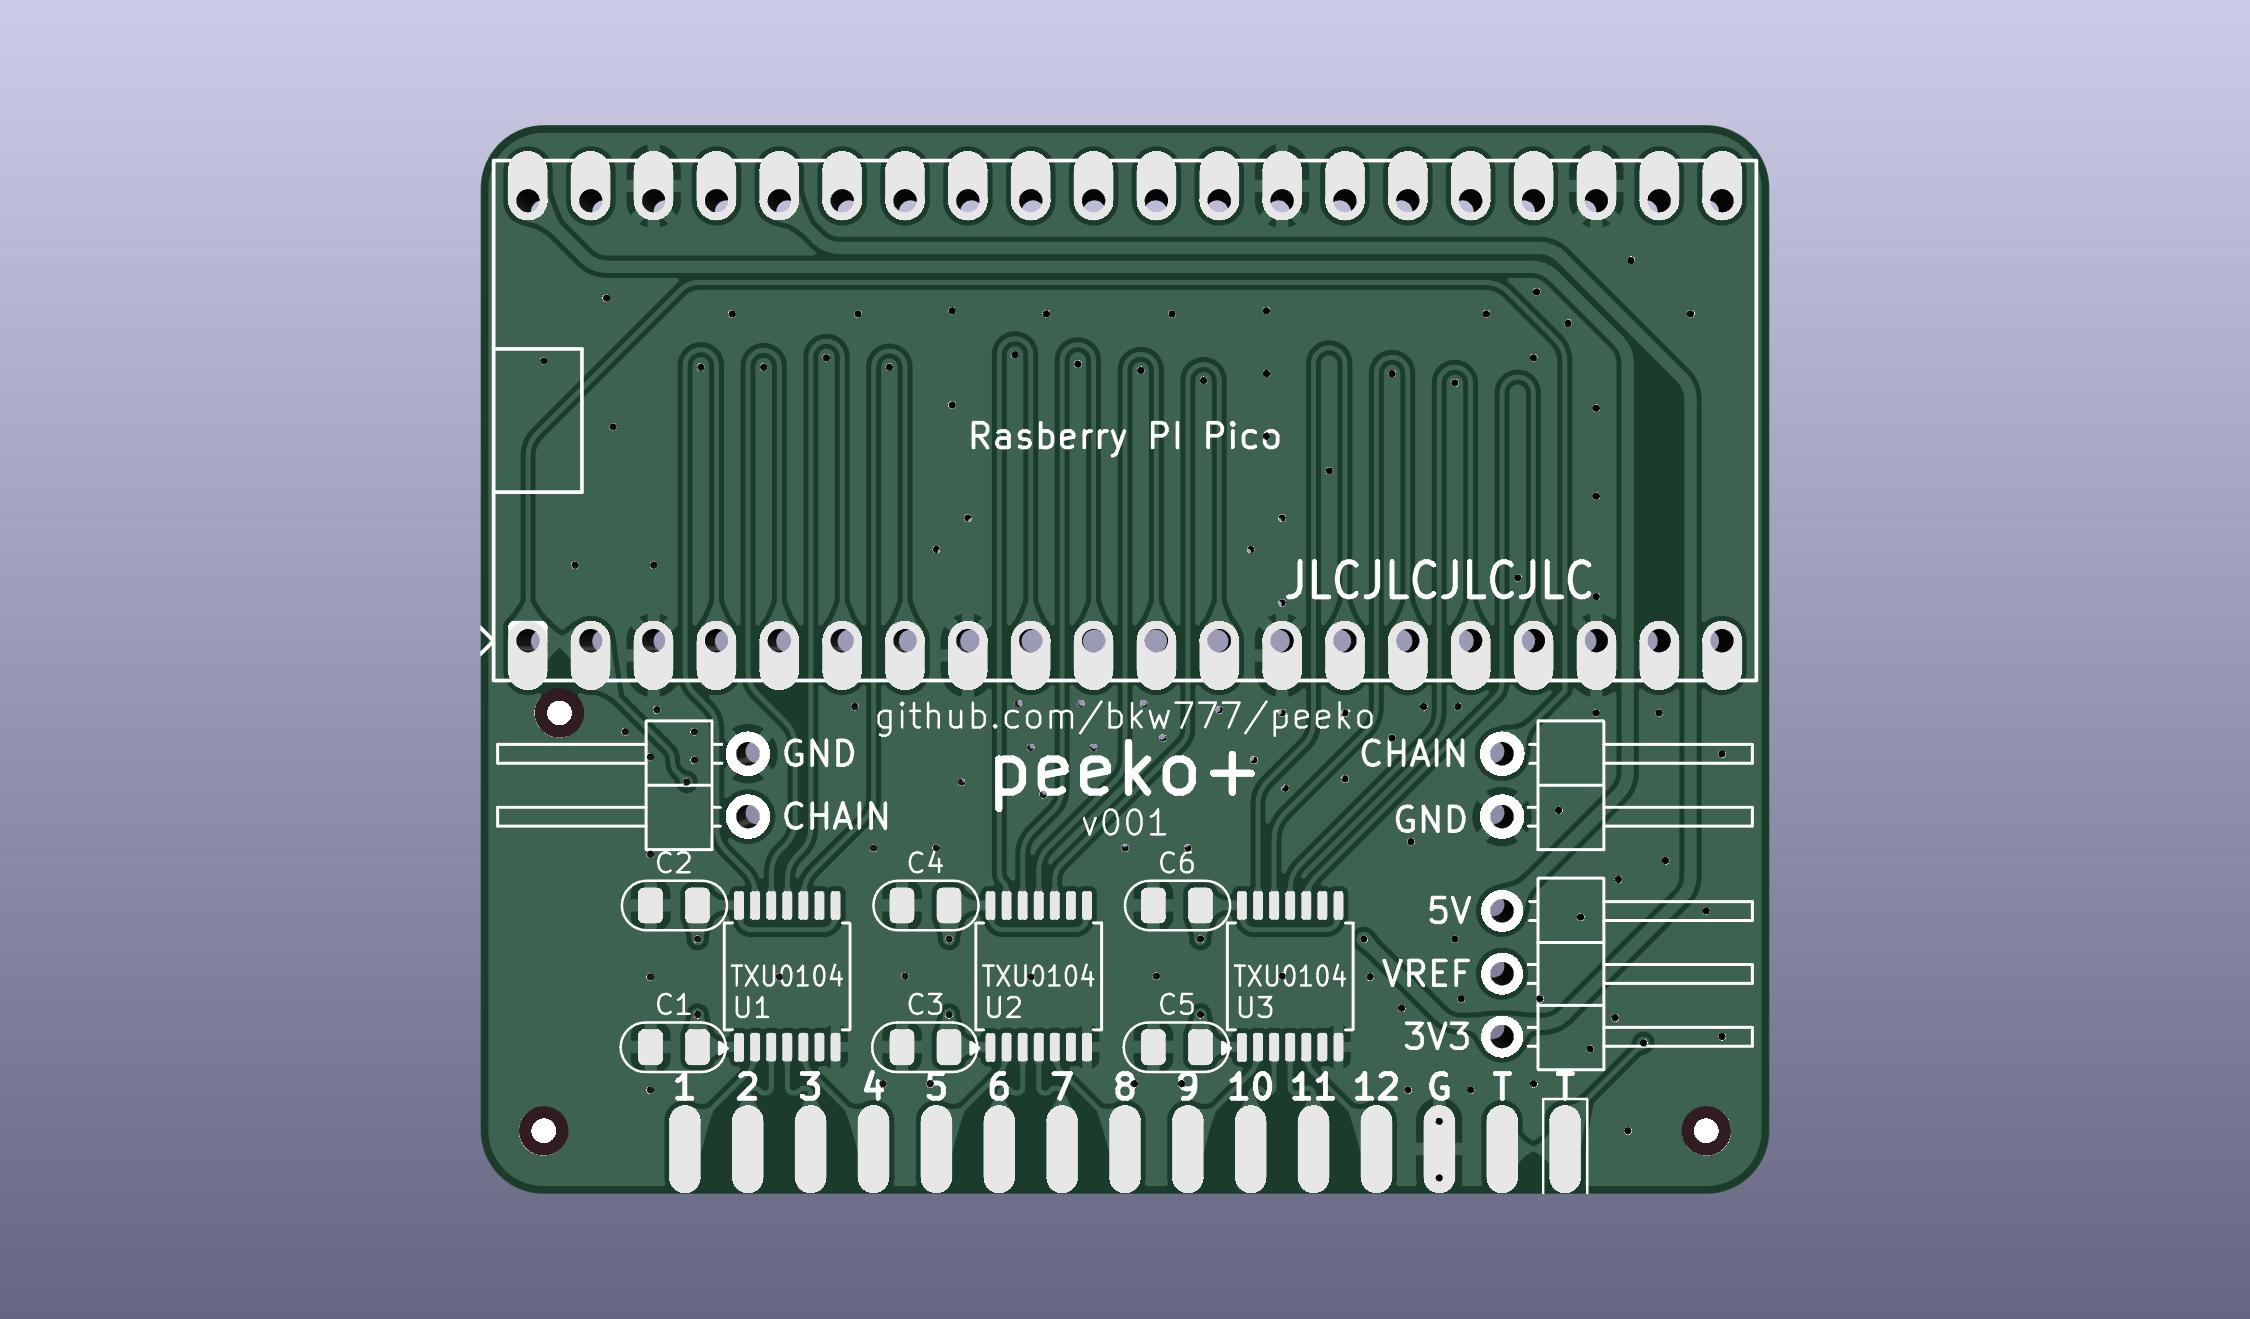 Rasberry PI Pico
JLCJLCJLCJLC
github.com/bkw777/peeko
GND
peeko+
CHAIN
CHAIN
v001
GND
C2
C4
C6
5V
TXU0104
TXU0104
TXU0104
VREF
C1
U1
C3
U2
C5
U3
3V3
1 2 3 4 5 6 7 8 9 10 11 12 G T T